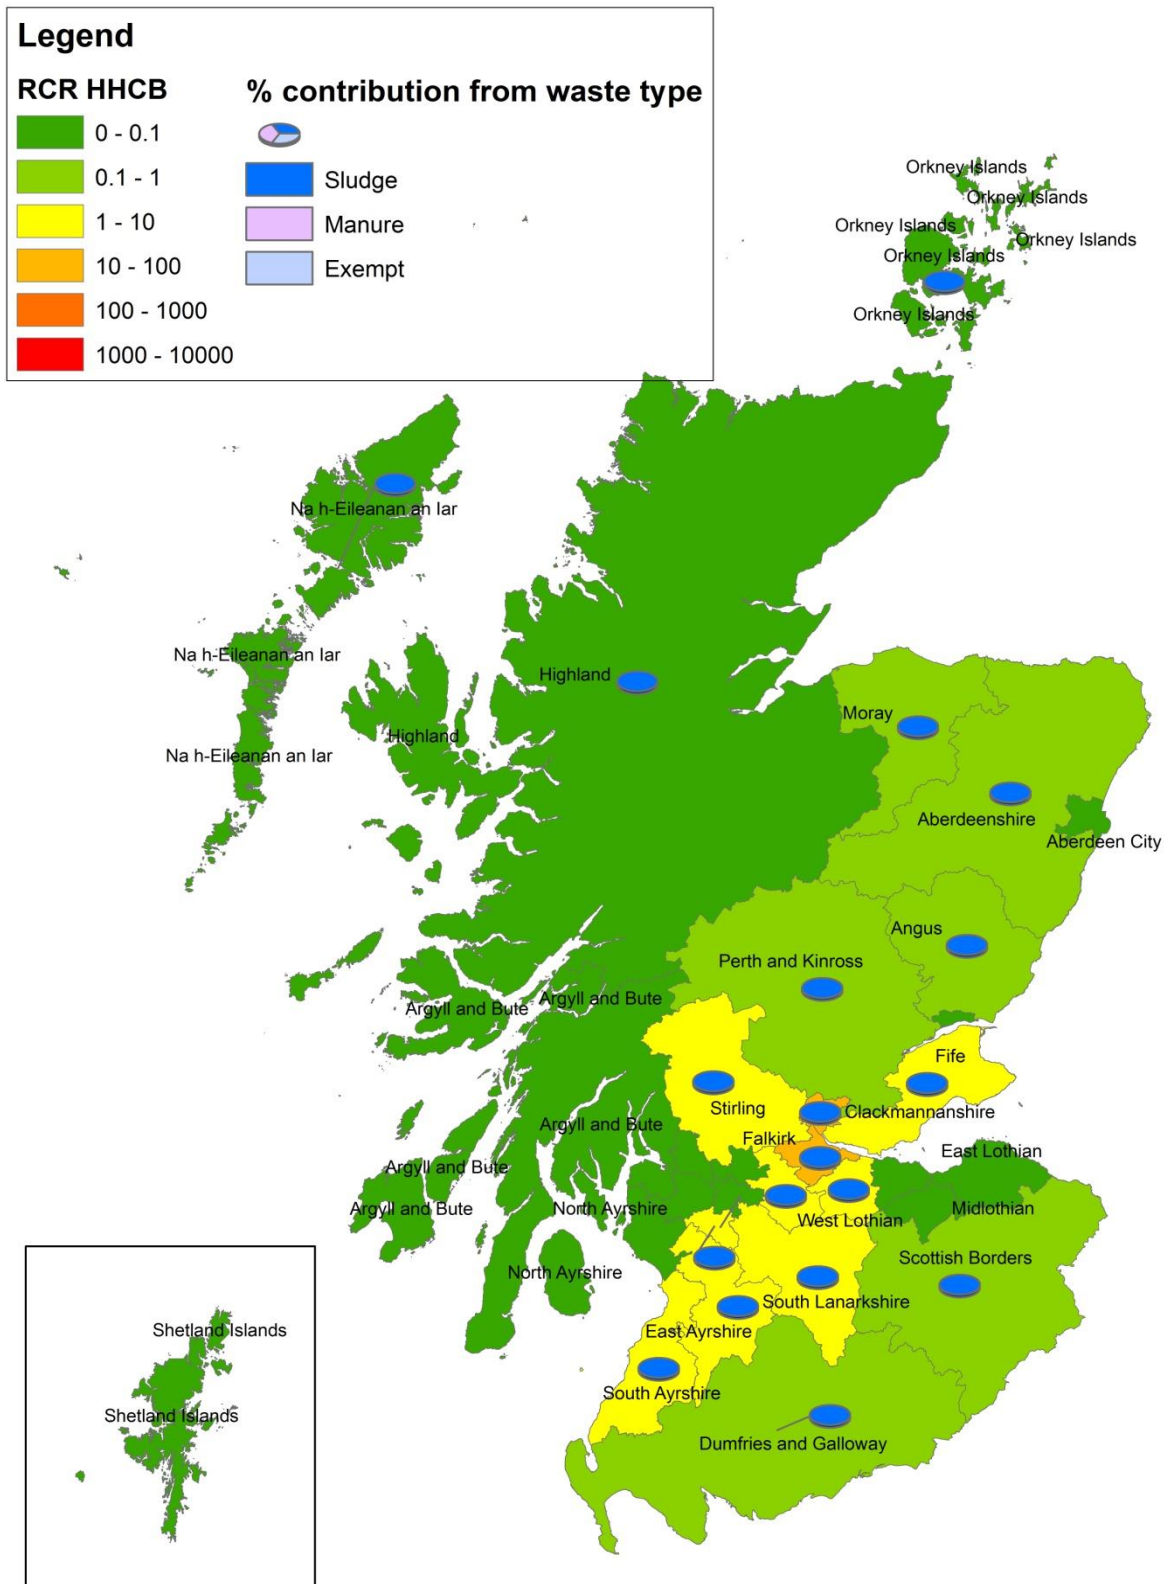 Legend
RCR HHCB
0 - 0.1
0.1 - 1
1 - 10
10 - 100
100 - 1000
1000 - 10000
% contribution from waste type
Sludge
Manure
Exempt
Orkney Islands
Orkney Islands
Orkney Islands
Orkney Islands
Orkney Islands
Orkney Islands
Na h-Eileanan an Iar
Na h-Eileanan an Iar
Na h-Eileanan an Iar
Highland
Highland
Moray
Aberdeenshire
Aberdeen City
Angus
Perth and Kinross
Argyll and Bute
Argyll and Bute
Fife
Stirling
Clackmannanshire
Argyll and Bute
Falkirk
East Lothian
Argyll and Bute
Argyll and Bute
North Ayrshire
West Lothian
Midlothian
Scottish Borders
North Ayrshire
South Lanarkshire
East Ayrshire
South Ayrshire
Dumfries and Galloway
Shetland Islands
Shetland Islands